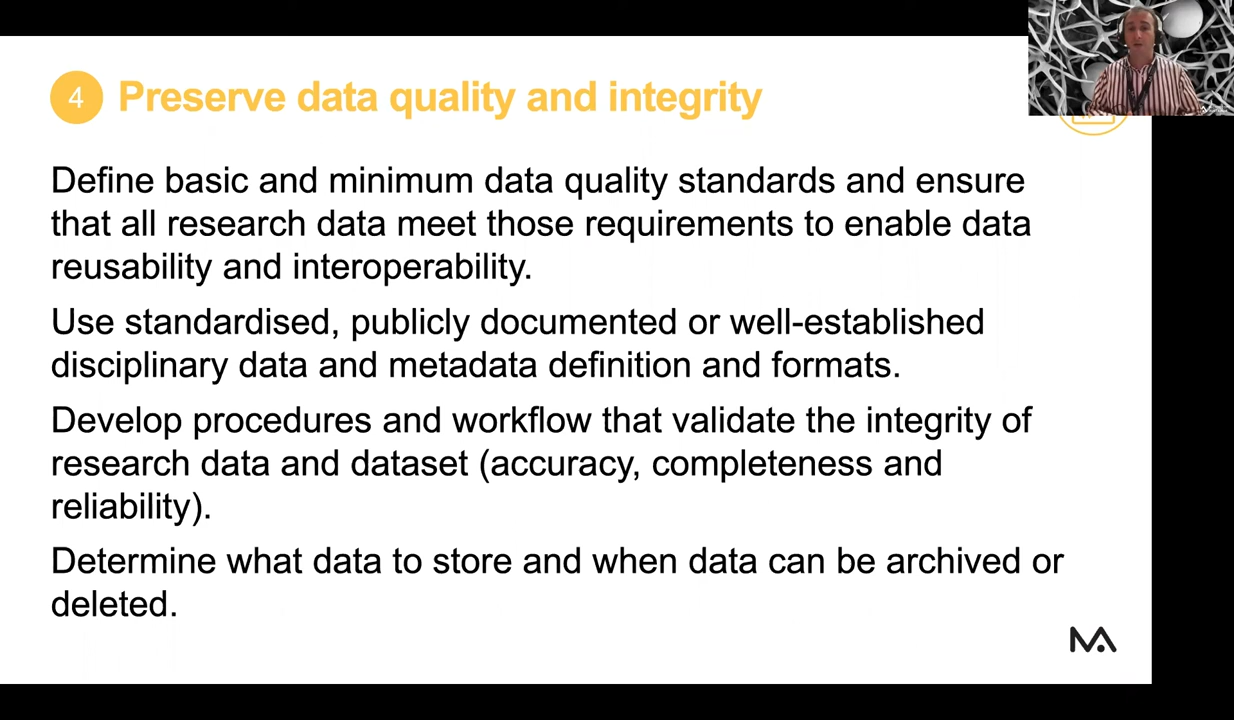 4 Preserve data quality and integrity
Define basic and minimum data quality standards and ensure
that all research data meet those requirements to enable data
reusability and interoperability.
Use standardised, publicly documented or well-established
disciplinary data and metadata definition and formats.
Develop procedures and workflow that validate the integrity of
research data and dataset (accuracy, completeness and
reliability).
Determine what data to store and when data can be archived or
deleted.